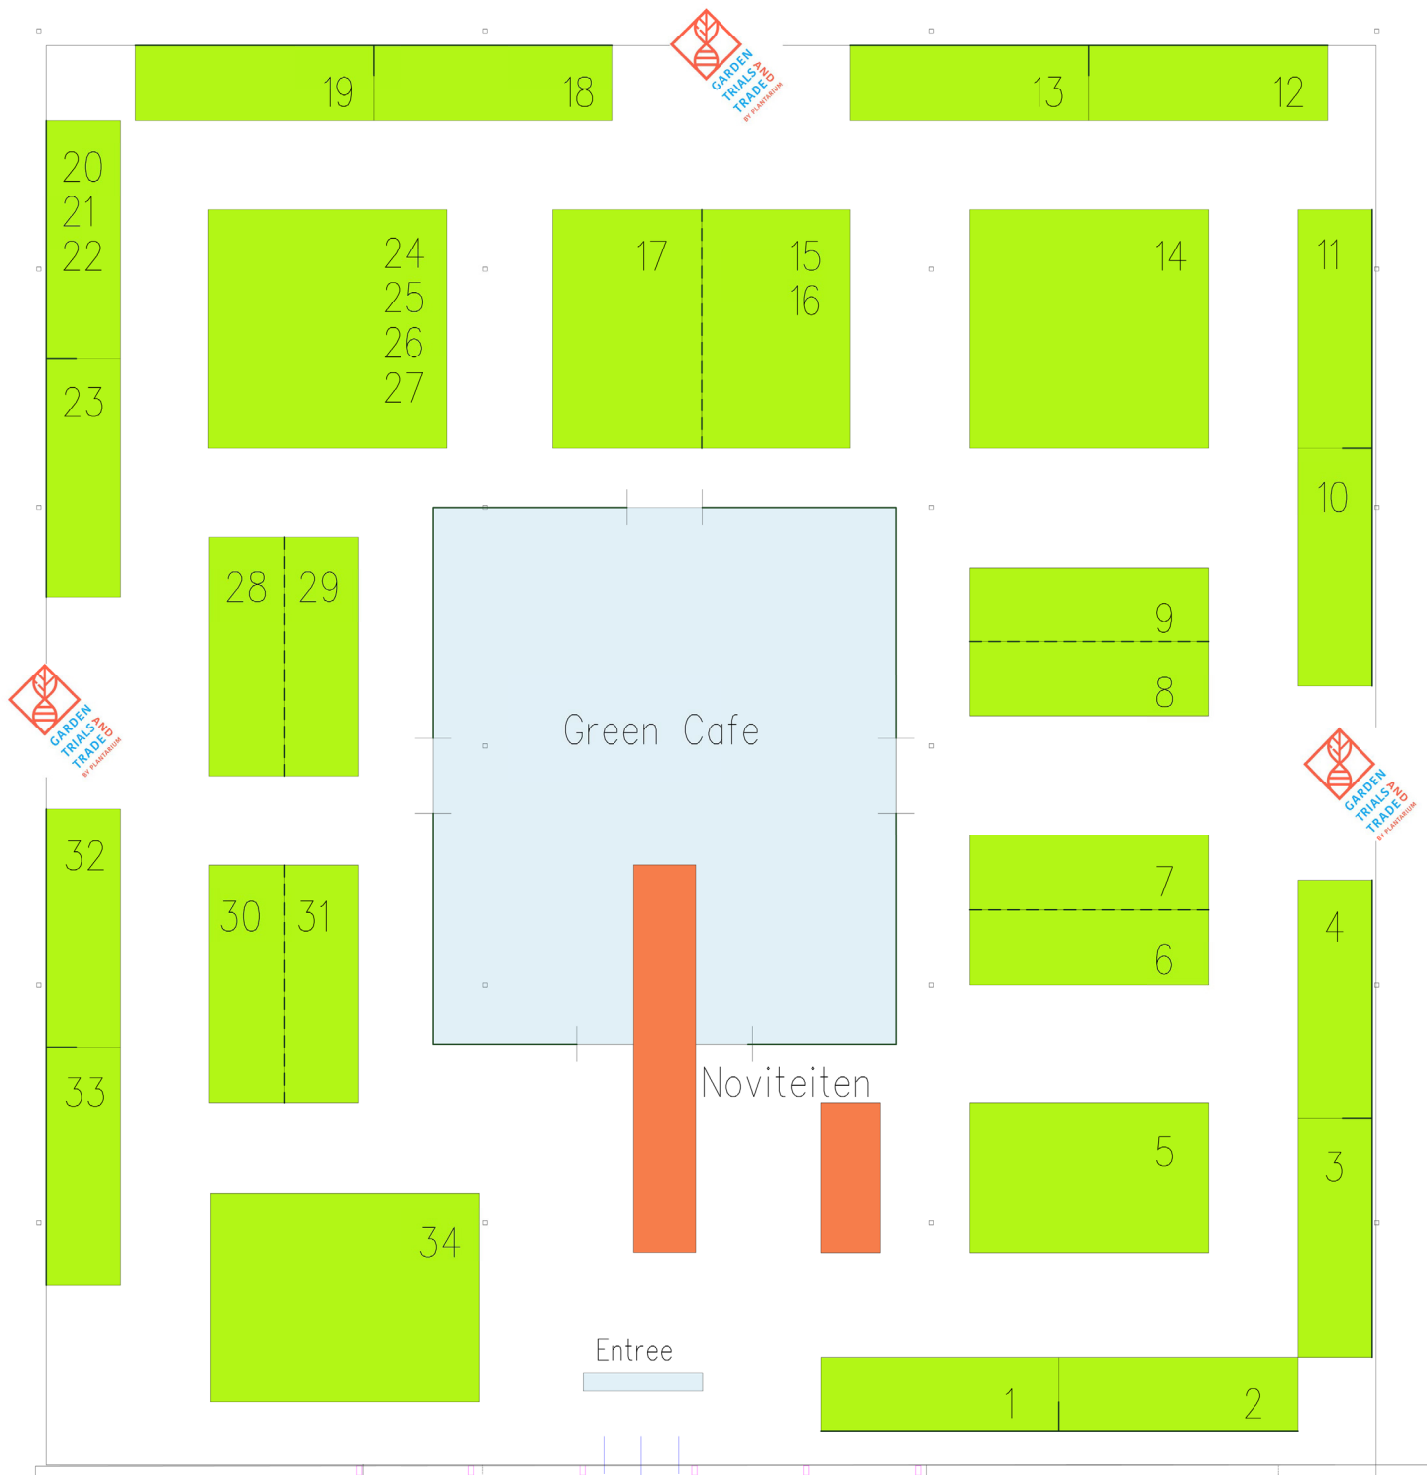 GARDEN
TRIALS AND
TRADE
BY PLANTARIUM
19
18
13
12
20
21
22
23
24
25
26
27
17
15
16
14
11
10
28
29
9
8
Green Cafe
GARDEN
TRIALS AND
TRADE
BY PLANTARIUM
GARDEN
TRIALS AND
TRADE
BY PLANTARIUM
32
33
30
31
7
6
4
3
Noviteiten
5
34
Entree
1
2